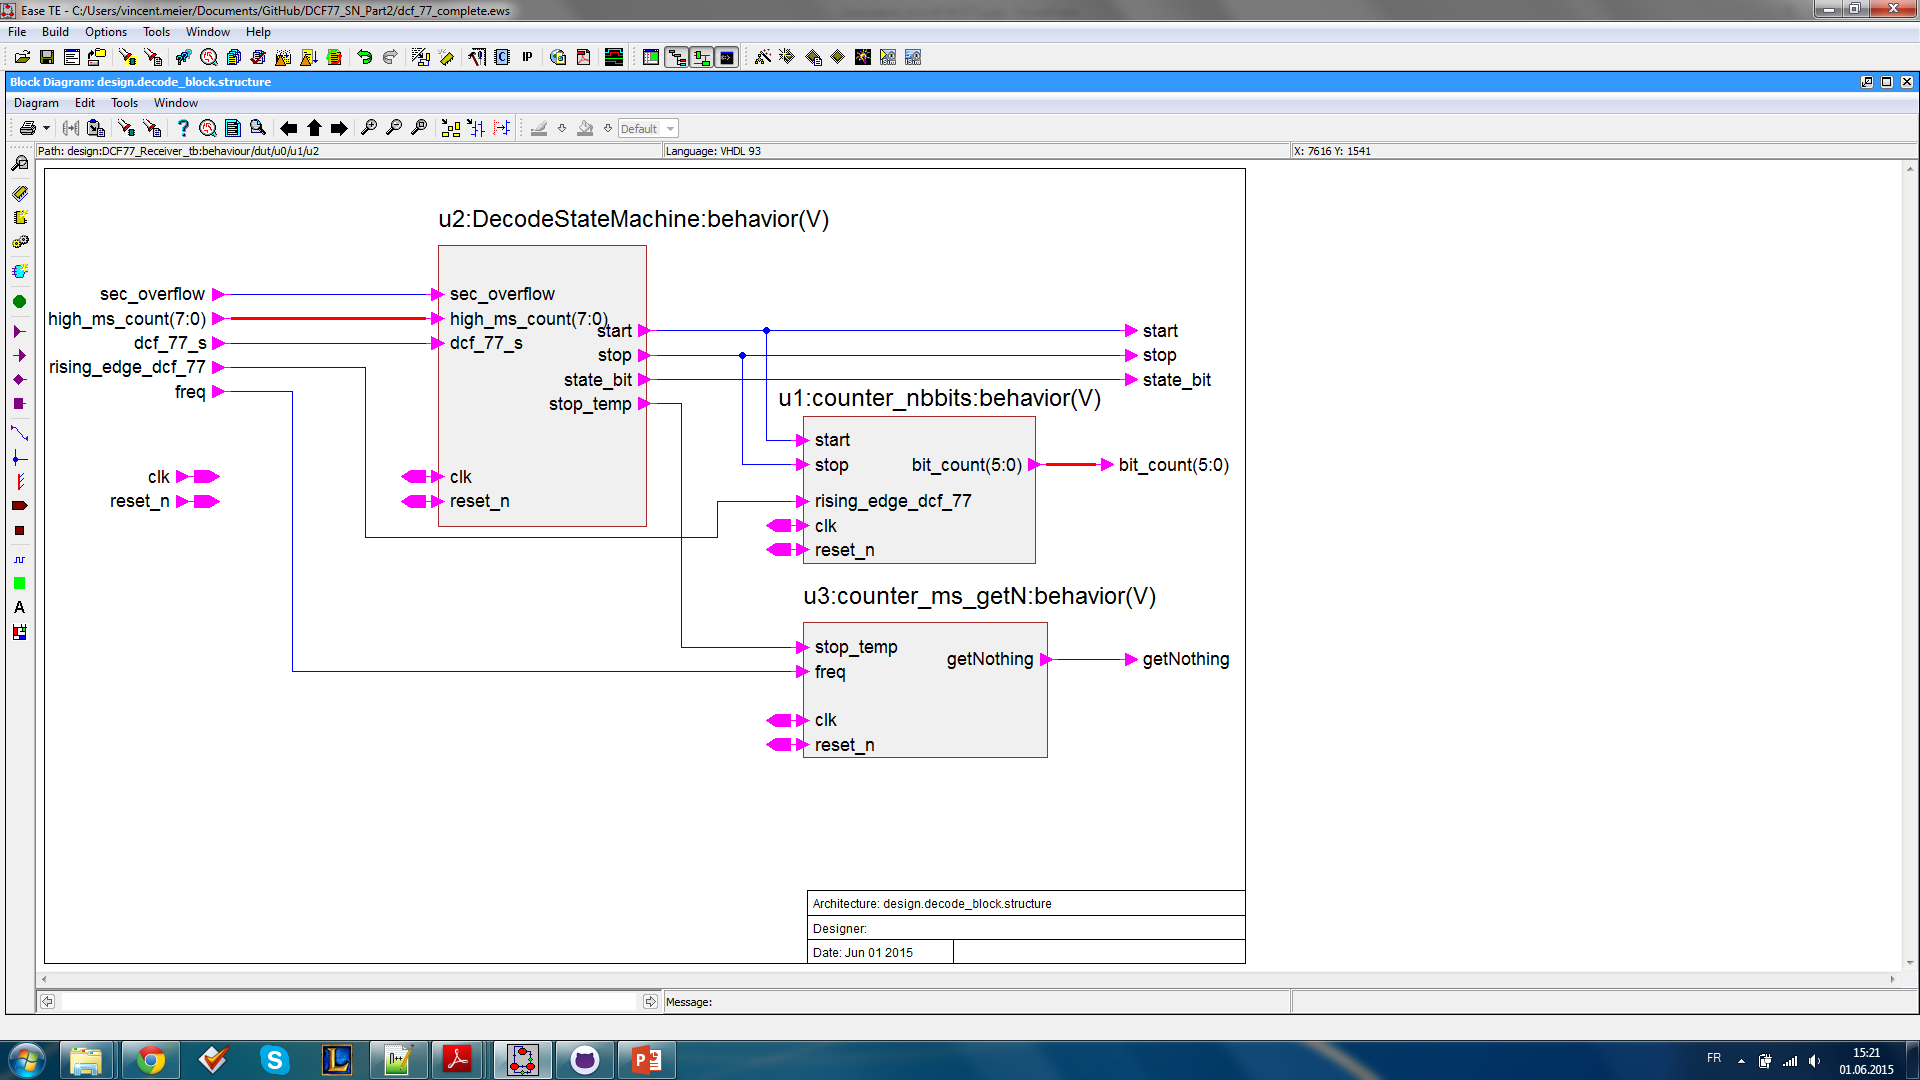 Ease TE - C:/Users/vincent.meier/Documents/GitHub/DCF77_SN_Part2/dcf_77_complete.ews
File Build Options Tools Window Help
IP
Block Diagram: design.decode_block.structure
Diagram Edit Tools Window
Default
Path: design:DCF77_Receiver_tb:behaviour/dut/u0/u1/u2
Language: VHDL 93
X: 7616 Y: 1541
u2:DecodeStateMachine:behavior(V)
sec_overflow
high_ms_count(7:0)
dcf_77_s
rising_edge_dcf_77
freq
clk
reset_n
sec_overflow
high_ms_count(7:0)
dcf_77_s
start
stop
state_bit
stop_temp
clk
reset_n
start
stop
state_bit
u1:counter_nbbits:behavior(V)
start
stop
bit_count(5:0)
rising_edge_dcf_77
clk
reset_n
bit_count(5:0)
u3:counter_ms_getN:behavior(V)
stop_temp
getNothing
freq
clk
reset_n
getNothing
Architecture: design.decode_block.structure
Designer:
Date: Jun 01 2015
A
Message:
FR
15:21
01.06.2015